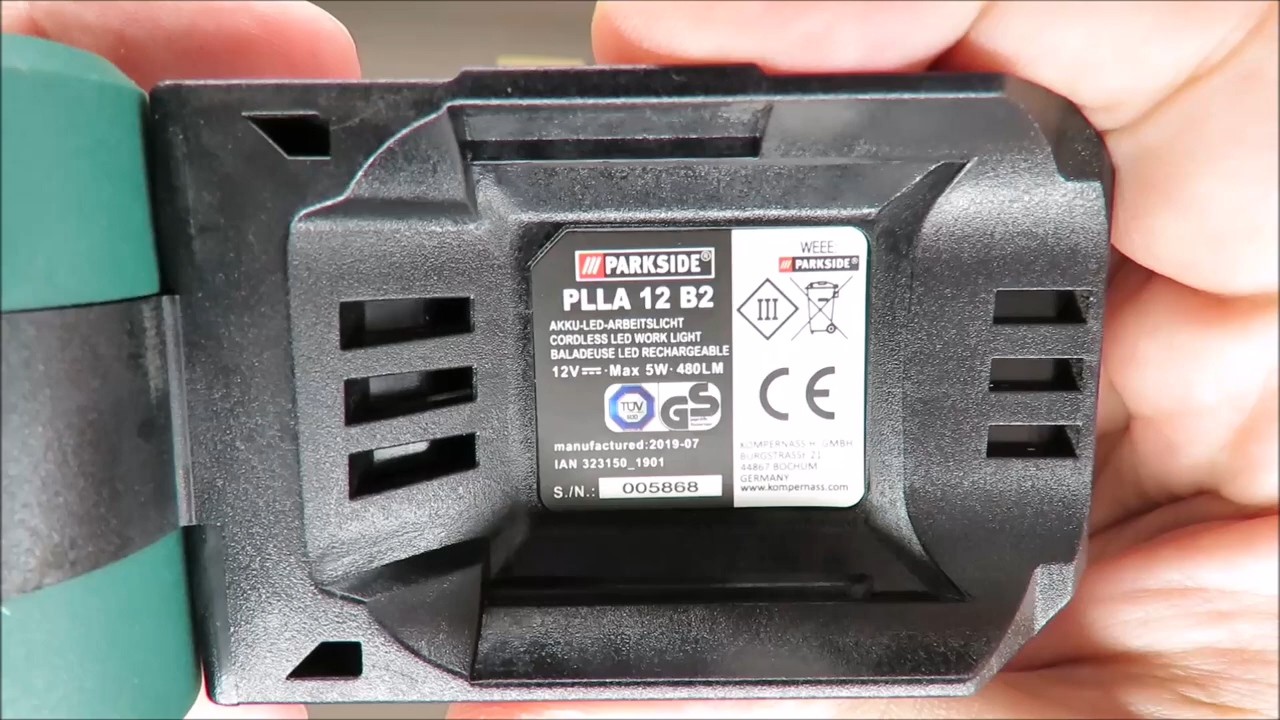 PARKSIDE®
PLLA 12 B2
AKKU-LED-ARBEITSLICHT
CORDLESS LED WORK LIGHT
BALADEUSE LED RECHARGEABLE
12V ⎓ · Max 5W · 480LM
TÜV
SÜD
GS
manufactured:2019-07
IAN 323150_1901
S./N.: 005868
WEEE
PARKSIDE®
III
CE
KOMPERNASS H. GMBH
BURGSTRASSE 21
44867 BOCHUM
GERMANY
www.kompernass.com